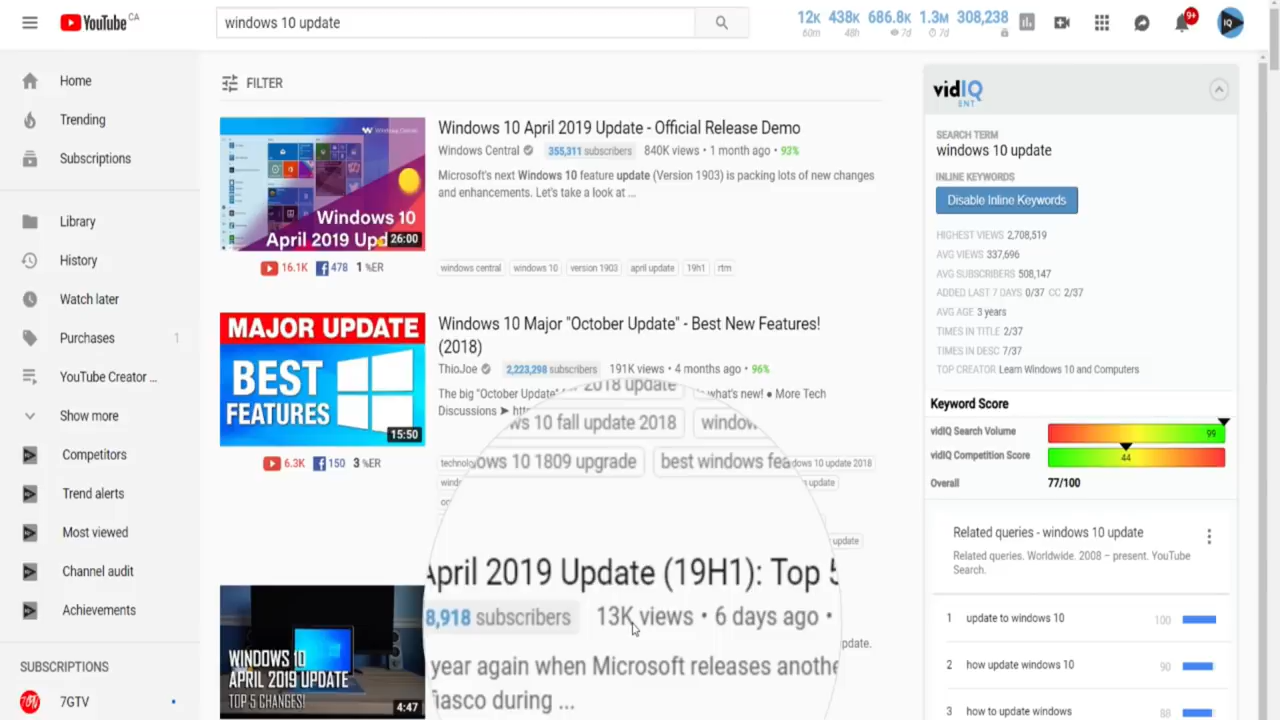 YouTube CA
windows 10 update
12K 438K 686.8K 1.3M 308,238
60m 48h 7d 7d
9+
IQ
Home
Trending
Subscriptions
Library
History
Watch later
Purchases 1
YouTube Creator ...
Show more
Competitors
Trend alerts
Most viewed
Channel audit
Achievements
SUBSCRIPTIONS
7GTV
FILTER
Windows 10
April 2019 Upd
26:00
16.1K 478 1 %ER
Windows 10 April 2019 Update - Official Release Demo
Windows Central 355,311 subscribers 840K views • 1 month ago • 93%
Microsoft's next Windows 10 feature update (Version 1903) is packing lots of new changes
and enhancements. Let's take a look at ...
windows central windows 10 version 1903 april update 19h1 rtm
MAJOR UPDATE
BEST
FEATURES
15:50
6.3K 150 3 %ER
Windows 10 Major "October Update" - Best New Features!
(2018)
ThioJoe 2,223,298 subscribers 191K views • 4 months ago • 96%
The big "October Update"
what's new! ● More Tech
Discussions ➤ htt
2018 update
ws 10 fall update 2018 window
technolo
ows 10 1809 upgrade best windows fea
dows 10 update 2018
wind
update
update
WINDOWS 10
APRIL 2019 UPDATE
TOP 5 CHANGES!
4:47
April 2019 Update (19H1): Top 5
8,918 subscribers 13K views • 6 days ago •
pdate.
year again when Microsoft releases anothe
fiasco during ...
vidIQ
ENT
SEARCH TERM
windows 10 update
INLINE KEYWORDS
Disable Inline Keywords
HIGHEST VIEWS 2,708,519
AVG VIEWS 337,696
AVG SUBSCRIBERS 508,147
ADDED LAST 7 DAYS 0/37 CC 2/37
AVG AGE 3 years
TIMES IN TITLE 2/37
TIMES IN DESC 7/37
TOP CREATOR Learn Windows 10 and Computers
Keyword Score
vidIQ Search Volume 99
vidIQ Competition Score 44
Overall 77/100
Related queries - windows 10 update
Related queries. Worldwide. 2008 – present. YouTube
Search.
1 update to windows 10 100
2 how update windows 10 90
3 how to update windows 88